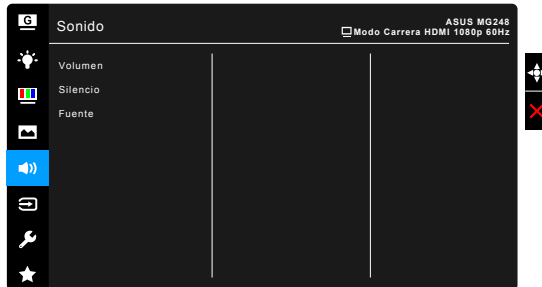 G
Sonido
ASUS MG248
Modo Carrera HDMI 1080p 60Hz
Volumen
Silencio
Fuente